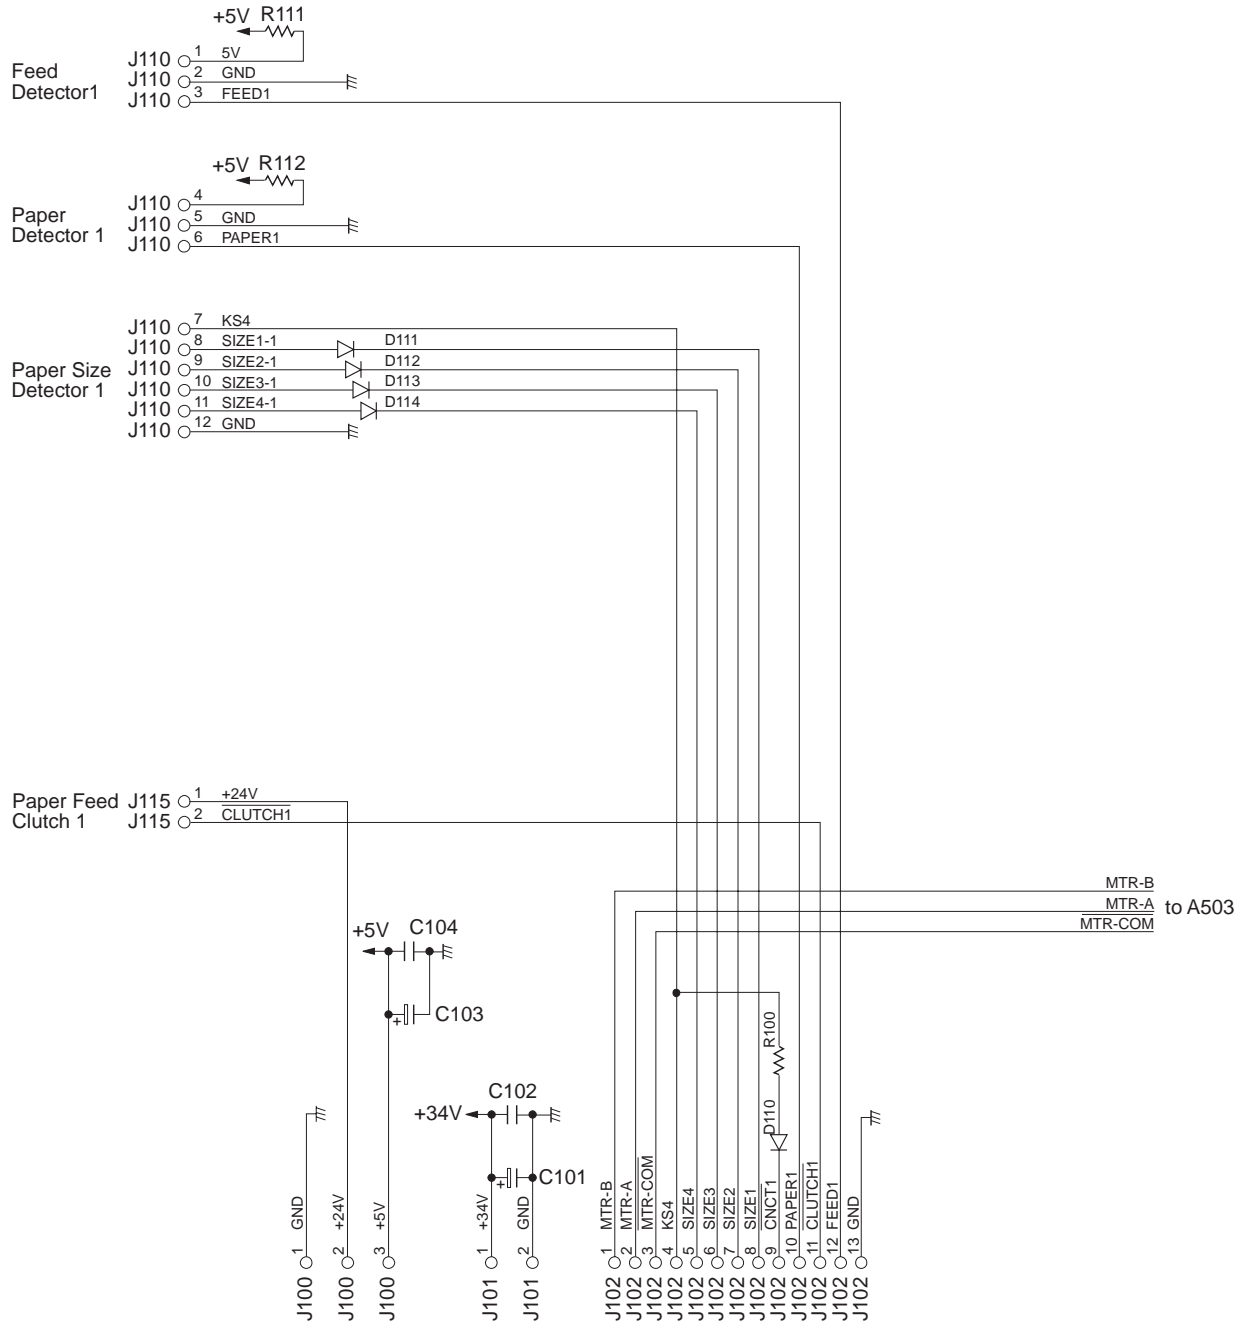 +5V R111
J110 1 5V
Feed J110 2 GND
Detector1 J110 3 FEED1
+5V R112
J110 4
Paper J110 5 GND
Detector 1 J110 6 PAPER1
J110 7 KS4
J110 8 SIZE1-1 D111
Paper Size J110 9 SIZE2-1 D112
Detector 1 J110 10 SIZE3-1 D113
J110 11 SIZE4-1 D114
J110 12 GND
Paper Feed J115 1 +24V
Clutch 1 J115 2 CLUTCH1
MTR-B
MTR-A to A503
MTR-COM
+5V C104
+ C103
R100
D110
+34V C102
+ C101
J100 1 GND
J100 2 +24V
J100 3 +5V
J101 1 +34V
J101 2 GND
J102 1 MTR-B
J102 2 MTR-A
J102 3 MTR-COM
J102 4 KS4
J102 5 SIZE4
J102 6 SIZE3
J102 7 SIZE2
J102 8 SIZE1
J102 9 CNCT1
J102 10 PAPER1
J102 11 CLUTCH1
J102 12 FEED1
J102 13 GND